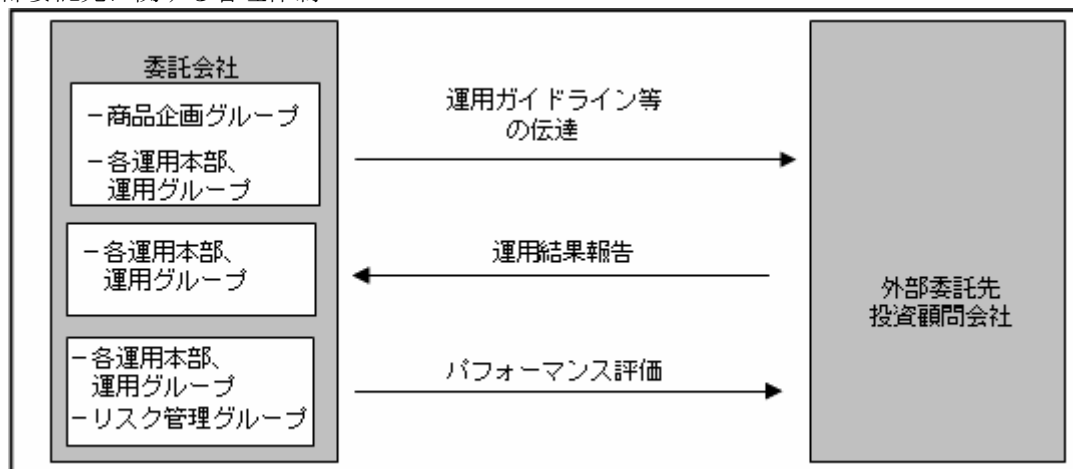 委託会社
－商品企画グループ
－各運用本部、
運用グループ
運用ガイドライン等
の伝達
－各運用本部、
運用グループ
運用結果報告
－各運用本部、
運用グループ
－リスク管理グループ
パフォーマンス評価
外部委託先
投資顧問会社